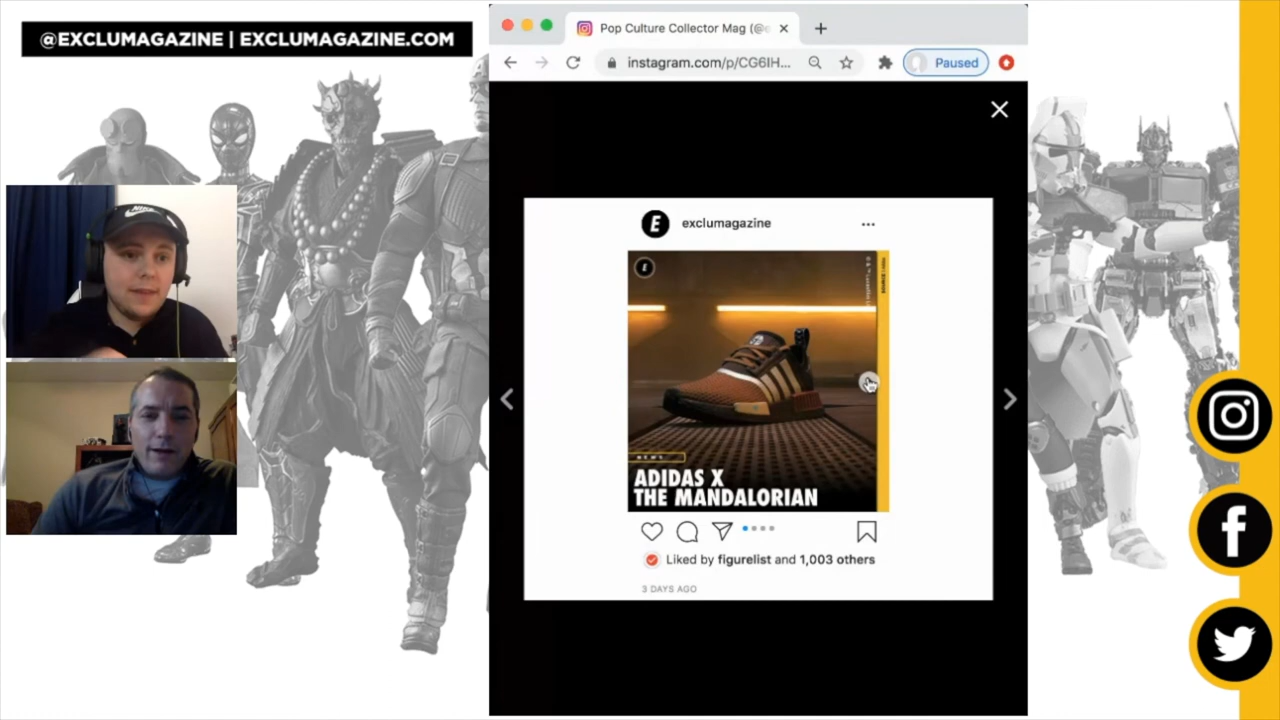 @EXCLUMAGAZINE | EXCLUMAGAZINE.COM
Pop Culture Collector Mag (@e
instagram.com/p/CG6IH...
Paused
exclumagazine
E
E
NEWS
ADIDAS X
THE MANDALORIAN
Liked by figurelist and 1,003 others
3 DAYS AGO
NIKE